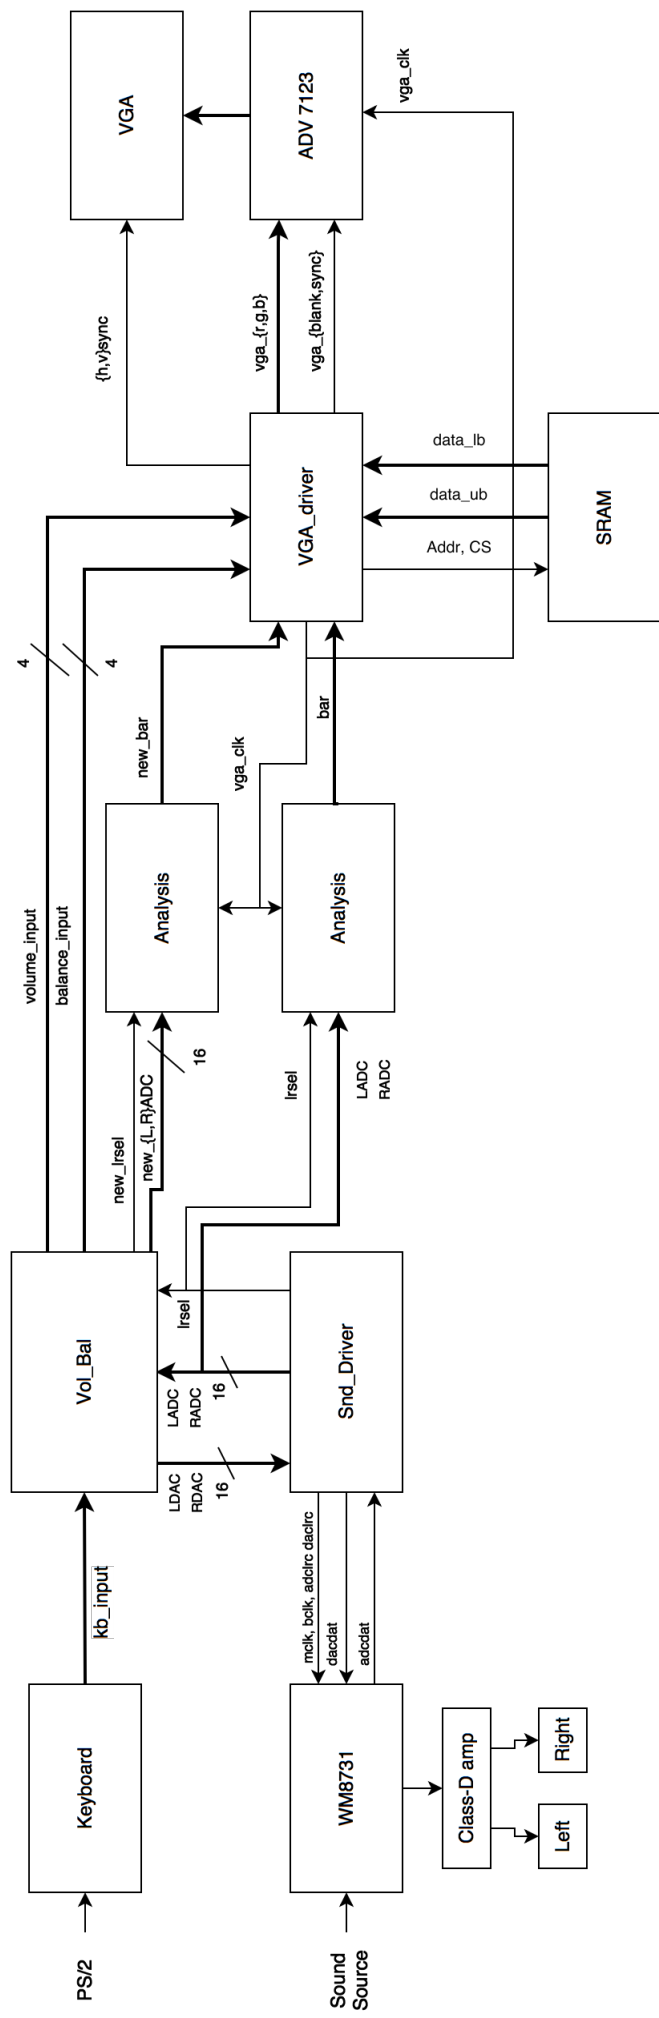 PS/2
Keyboard
kb_input
Vol_Bal
volume_input
balance_input
4
4
new_lrsel
new_{L,R}ADC
16
Analysis
new_bar
vga_clk
Sound
Source
WM8731
mclk, bclk, adclrc daclrc
dacdat
adcdat
Class-D amp
Left
Right
LDAC
RDAC
16
LADC
RADC
16
lrsel
Snd_Driver
lrsel
LADC
RADC
Analysis
bar
VGA_driver
Addr, CS
data_ub
data_lb
SRAM
{h,v}sync
vga_{r,g,b}
vga_{blank,sync}
VGA
ADV 7123
vga_clk